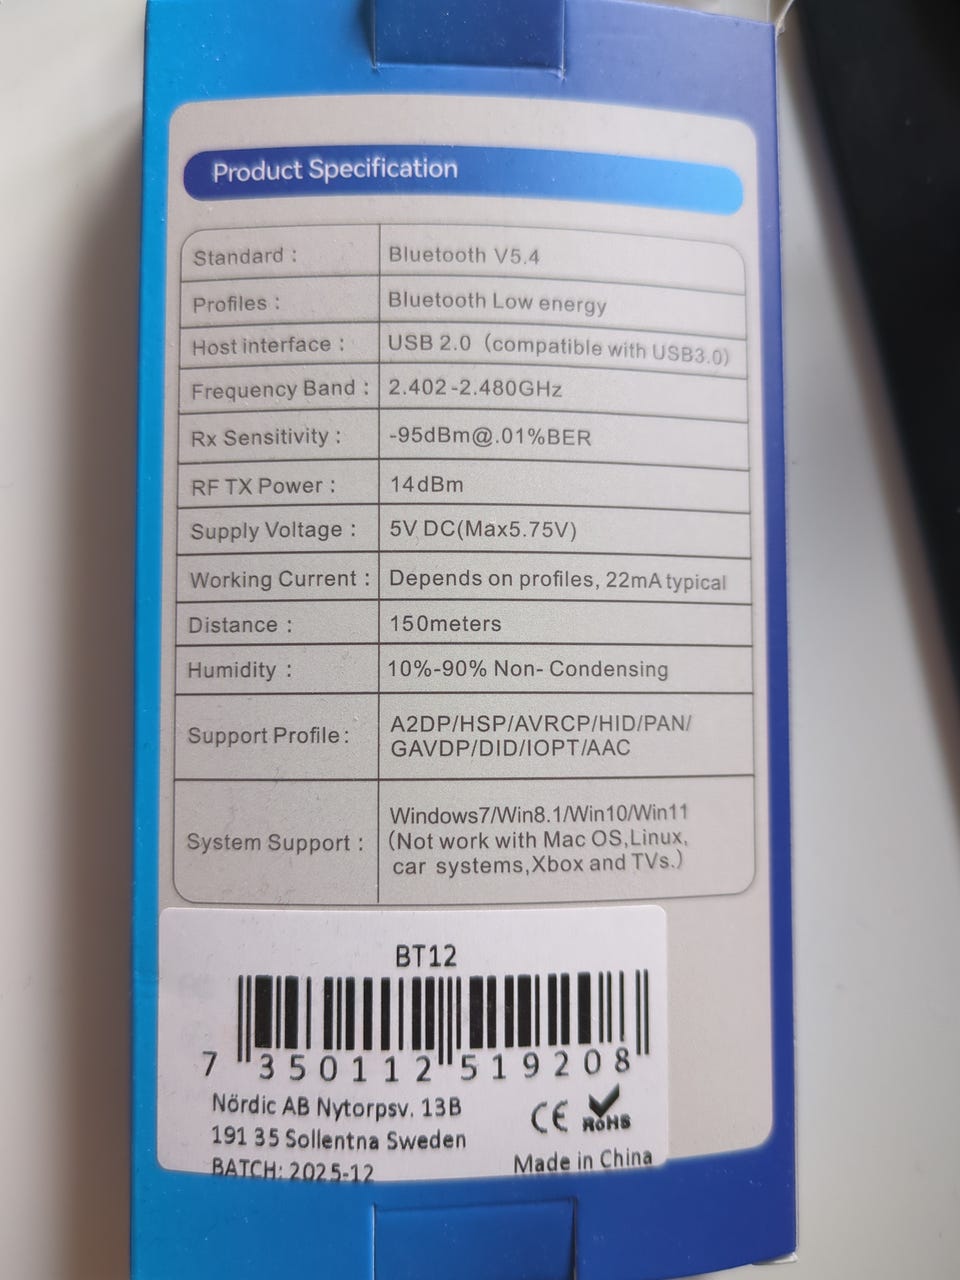 Product Specification
Standard : Bluetooth V5.4
Profiles : Bluetooth Low energy
Host interface : USB 2.0 (compatible with USB3.0)
Frequency Band : 2.402-2.480GHz
Rx Sensitivity : -95dBm@.01%BER
RF TX Power : 14dBm
Supply Voltage : 5V DC(Max5.75V)
Working Current : Depends on profiles, 22mA typical
Distance : 150meters
Humidity : 10%-90% Non- Condensing
Support Profile: A2DP/HSP/AVRCP/HID/PAN/
GAVDP/DID/IOPT/AAC
System Support : Windows7/Win8.1/Win10/Win11
(Not work with Mac OS,Linux,
car systems,Xbox and TVs.)
BT12
7 350112 519208
Nördic AB Nytorpsv. 13B
191 35 Sollentna Sweden
BATCH: 2025-12
CE RoHS
Made in China